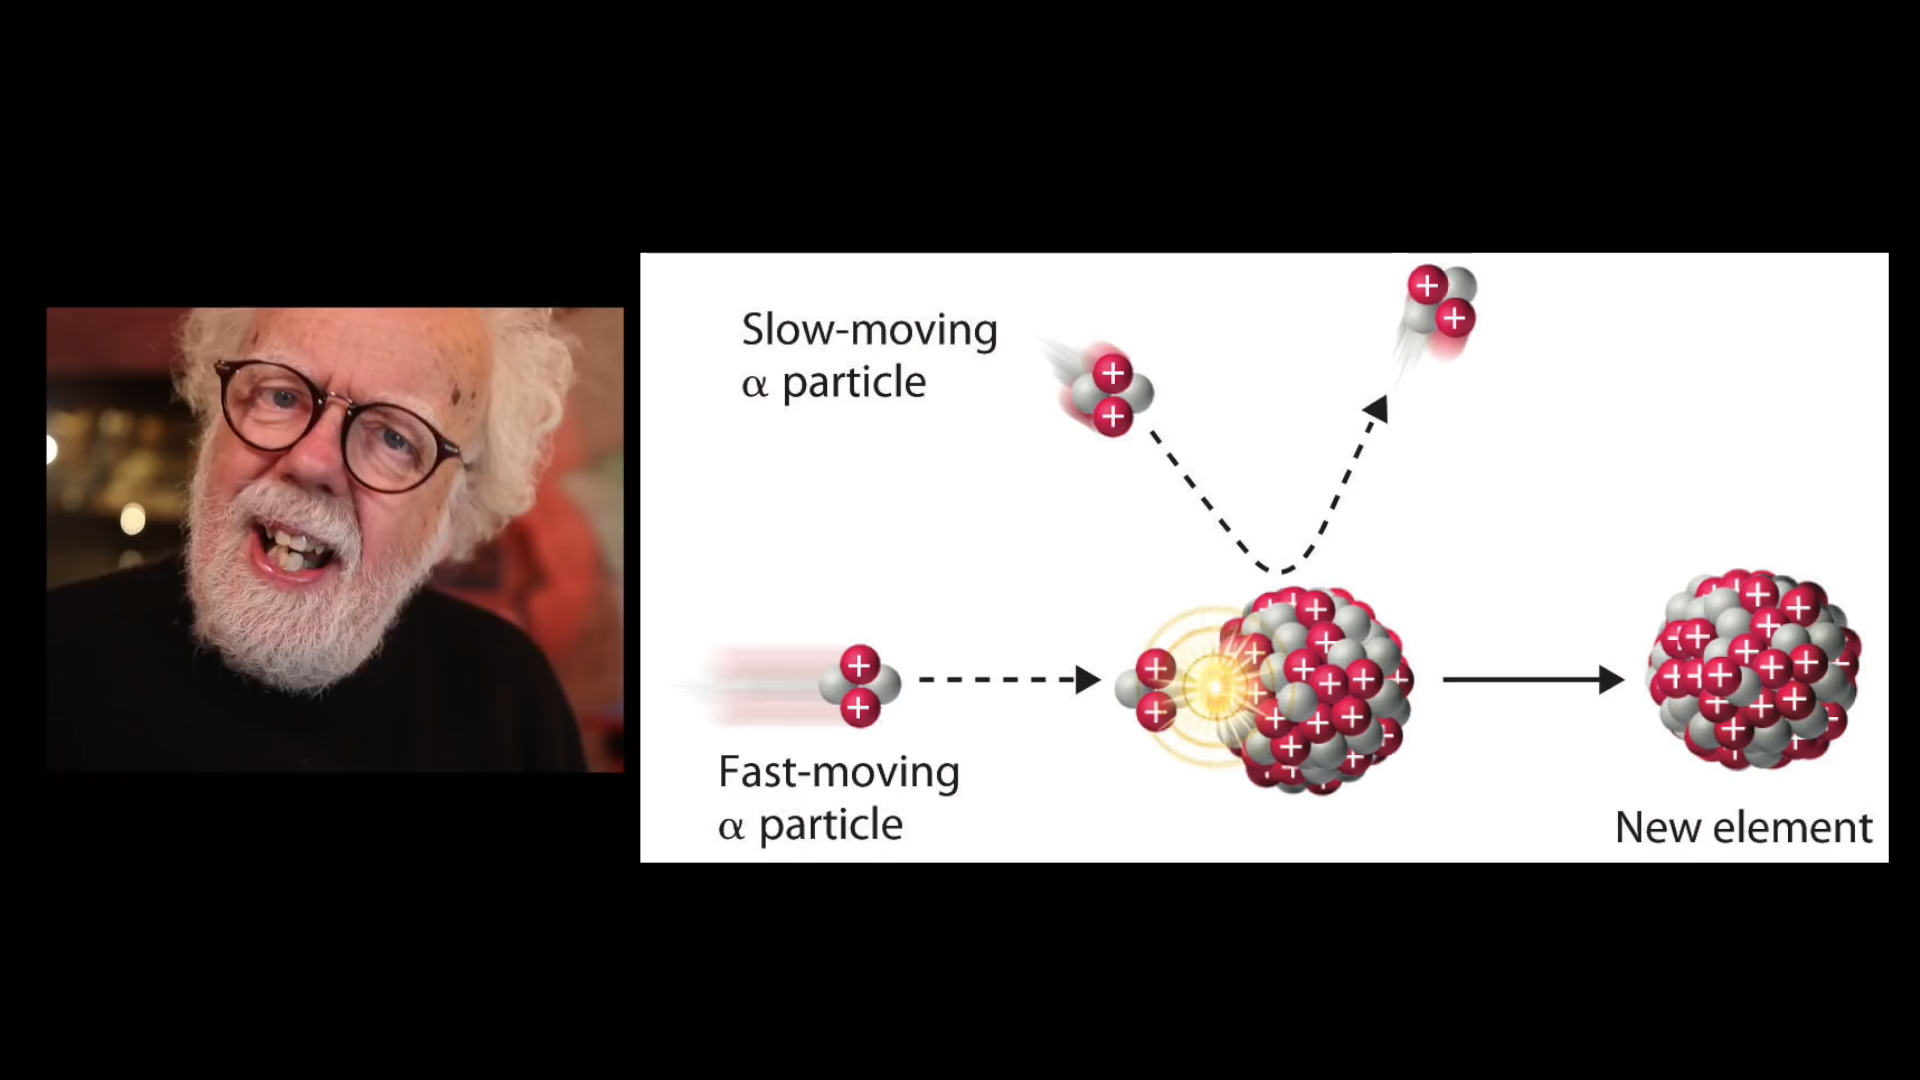 Slow-moving
α particle
Fast-moving
α particle
New element